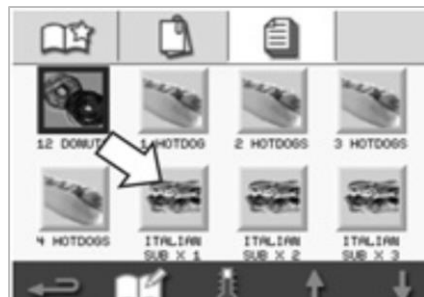 12 DONUTS
1 HOTDOG
2 HOTDOGS
3 HOTDOGS
4 HOTDOGS
ITALIAN
SUB X 1
ITALIAN
SUB X 2
ITALIAN
SUB X 3